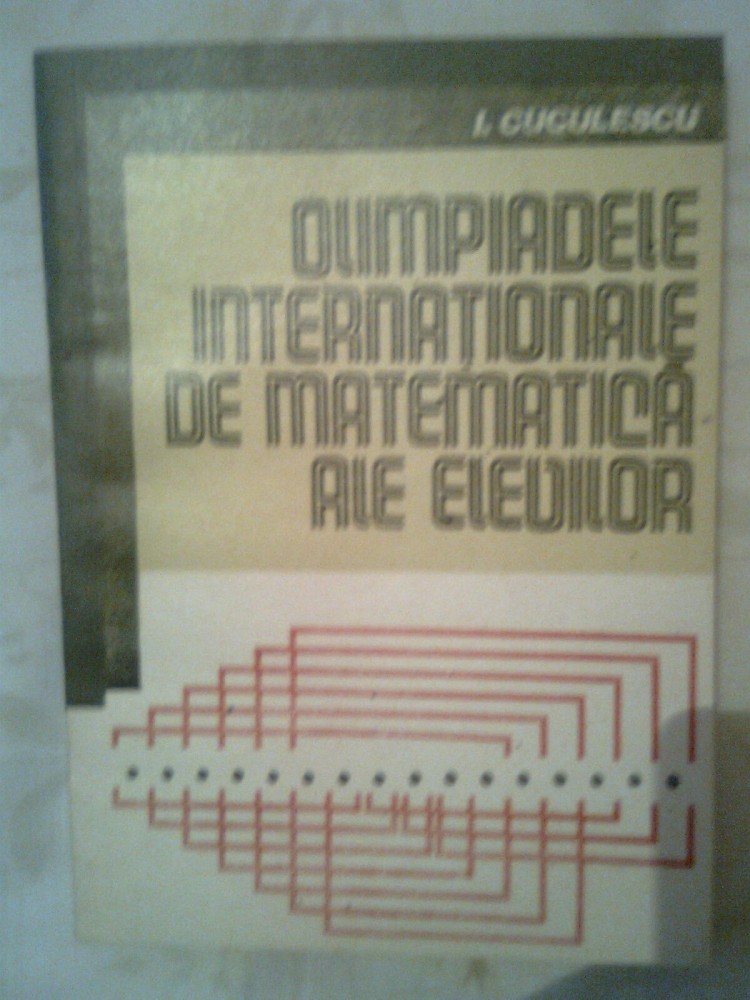 I. CUCULESCU
OLIMPIADELE
INTERNAȚIONALE
DE MATEMATICĂ
ALE ELEVILOR